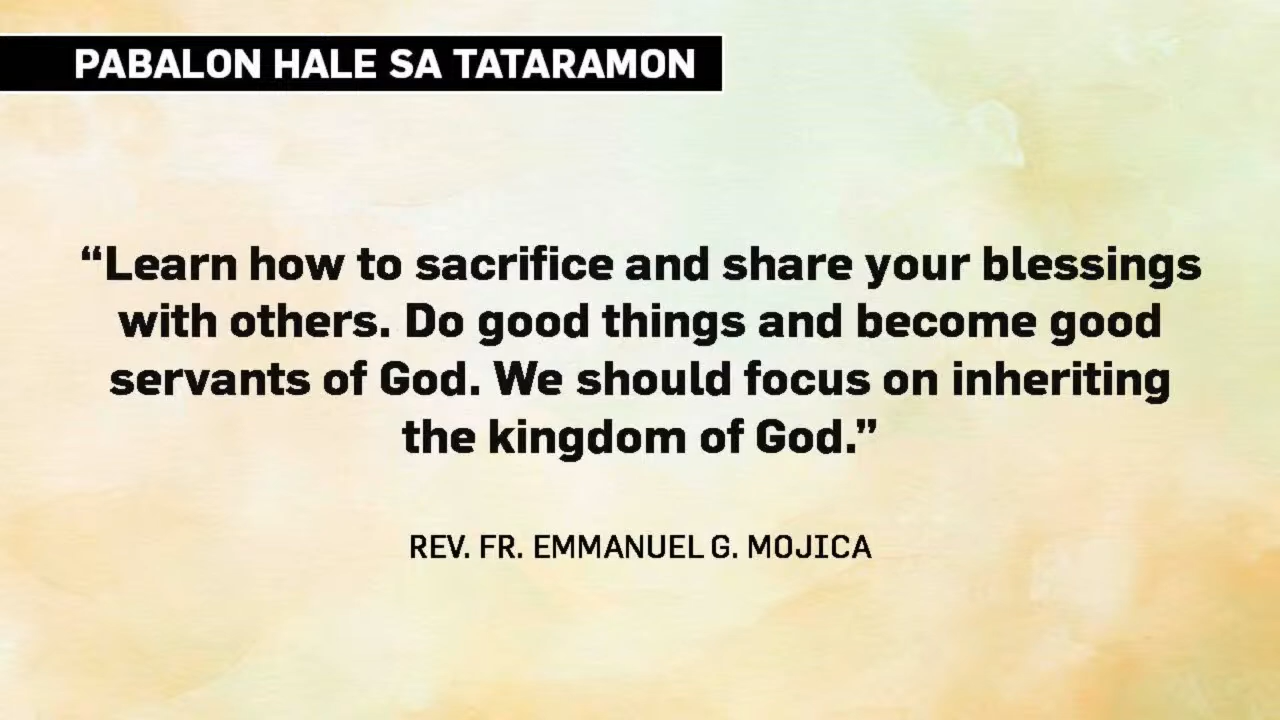 PABALON HALE SA TATARAMON
“Learn how to sacrifice and share your blessings
with others. Do good things and become good
servants of God. We should focus on inheriting
the kingdom of God.”
REV. FR. EMMANUEL G. MOJICA